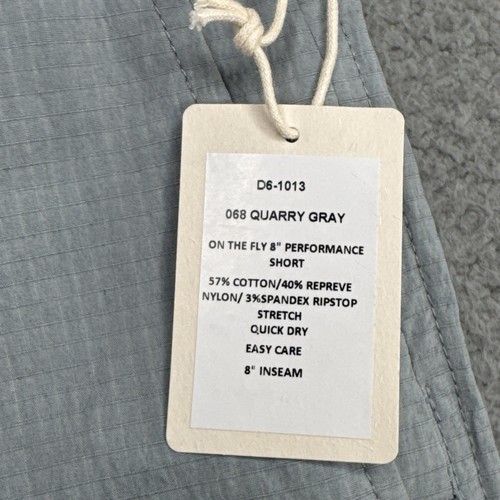 D6-1013
068 QUARRY GRAY
ON THE FLY 8" PERFORMANCE
SHORT
57% COTTON/40% REPREVE
NYLON/ 3%SPANDEX RIPSTOP
STRETCH
QUICK DRY
EASY CARE
8" INSEAM